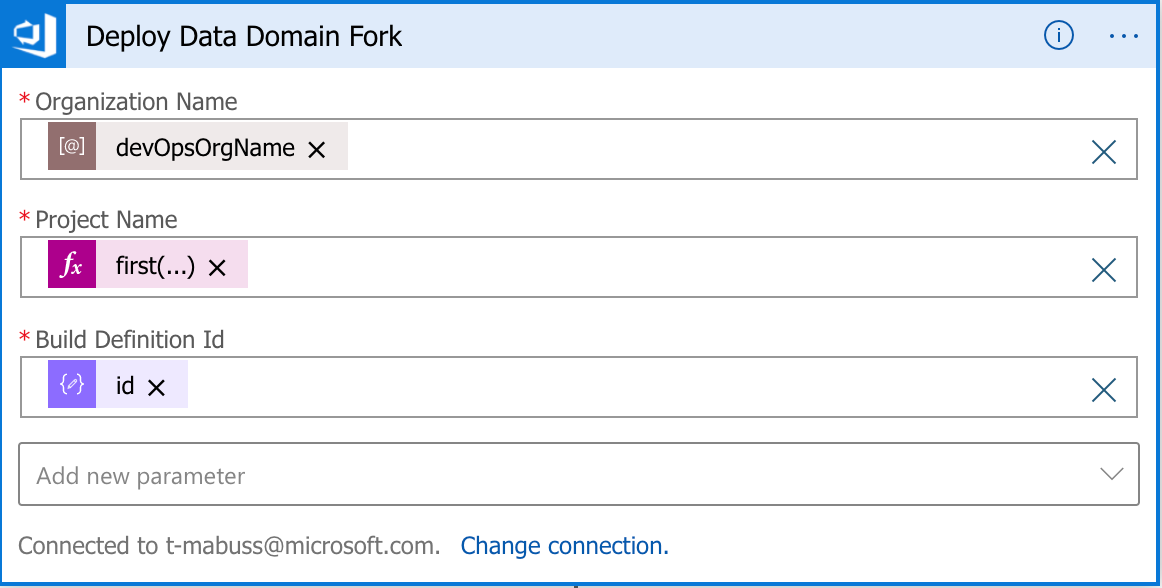 Deploy Data Domain Fork
* Organization Name
[@] devOpsOrgName
* Project Name
fx first(...)
* Build Definition Id
id
Add new parameter
Connected to t-mabuss@microsoft.com. Change connection.